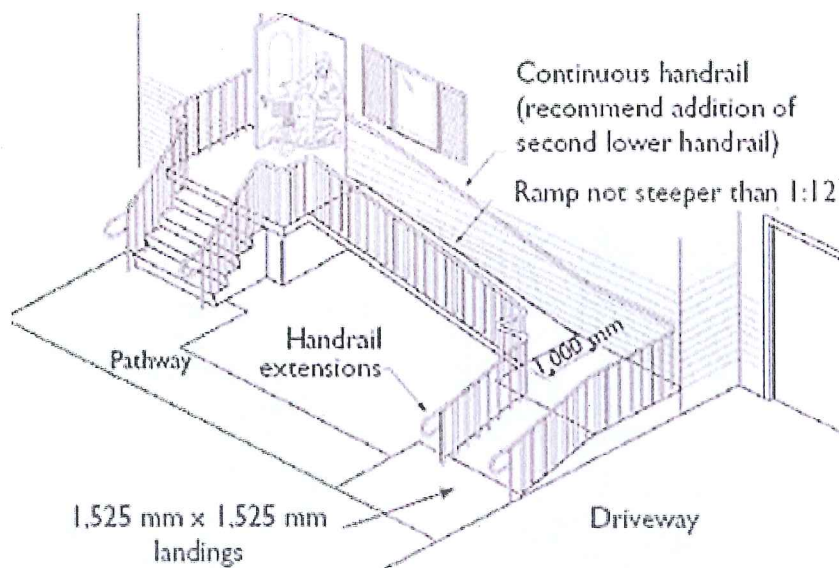 Continuous handrail
(recommend addition of
second lower handrail)
Ramp not steeper than 1:12
1,000 mm
Handrail
extensions
Pathway
1,525 mm x 1,525 mm
landings
Driveway